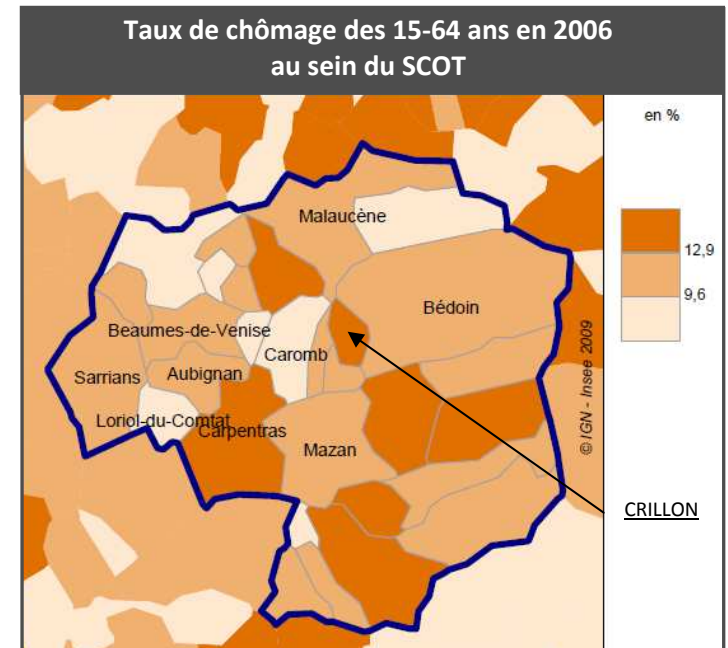 Taux de chômage des 15-64 ans en 2006
au sein du SCOT
en %
12,9
9,6
Malaucène
Bédoin
Beaumes-de-Venise
Caromb
Sarrians
Aubignan
Loriol-du-Comtat
Carpentras
Mazan
© IGN - Insee 2009
CRILLON